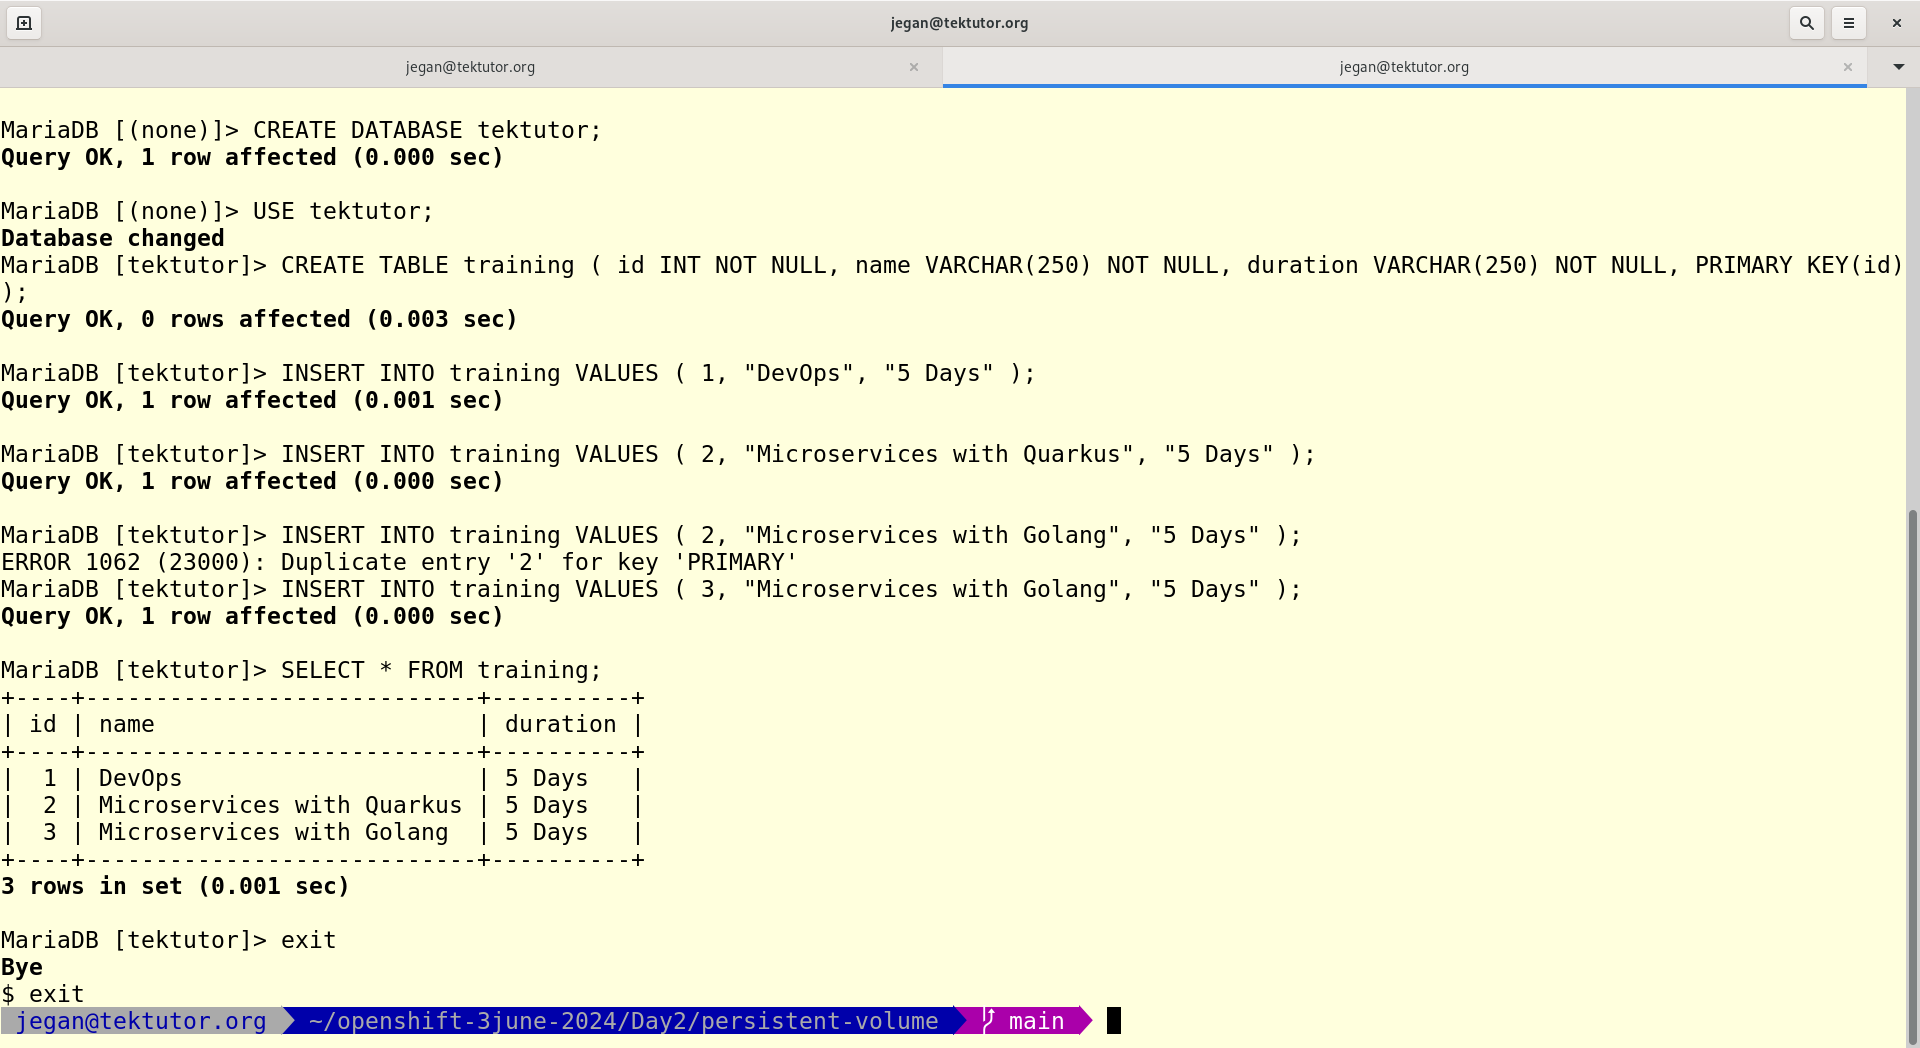 jegan@tektutor.org
jegan@tektutor.org
jegan@tektutor.org
MariaDB [(none)]> CREATE DATABASE tektutor;
Query OK, 1 row affected (0.000 sec)
MariaDB [(none)]> USE tektutor;
Database changed
MariaDB [tektutor]> CREATE TABLE training ( id INT NOT NULL, name VARCHAR(250) NOT NULL, duration VARCHAR(250) NOT NULL, PRIMARY KEY(id)
);
Query OK, 0 rows affected (0.003 sec)
MariaDB [tektutor]> INSERT INTO training VALUES ( 1, "DevOps", "5 Days" );
Query OK, 1 row affected (0.001 sec)
MariaDB [tektutor]> INSERT INTO training VALUES ( 2, "Microservices with Quarkus", "5 Days" );
Query OK, 1 row affected (0.000 sec)
MariaDB [tektutor]> INSERT INTO training VALUES ( 2, "Microservices with Golang", "5 Days" );
ERROR 1062 (23000): Duplicate entry '2' for key 'PRIMARY'
MariaDB [tektutor]> INSERT INTO training VALUES ( 3, "Microservices with Golang", "5 Days" );
Query OK, 1 row affected (0.000 sec)
MariaDB [tektutor]> SELECT * FROM training;
+----+----------------------------+----------+
| id | name                       | duration |
+----+----------------------------+----------+
|  1 | DevOps                     | 5 Days   |
|  2 | Microservices with Quarkus | 5 Days   |
|  3 | Microservices with Golang  | 5 Days   |
+----+----------------------------+----------+
3 rows in set (0.001 sec)
MariaDB [tektutor]> exit
Bye
$ exit
jegan@tektutor.org ~/openshift-3june-2024/Day2/persistent-volume main